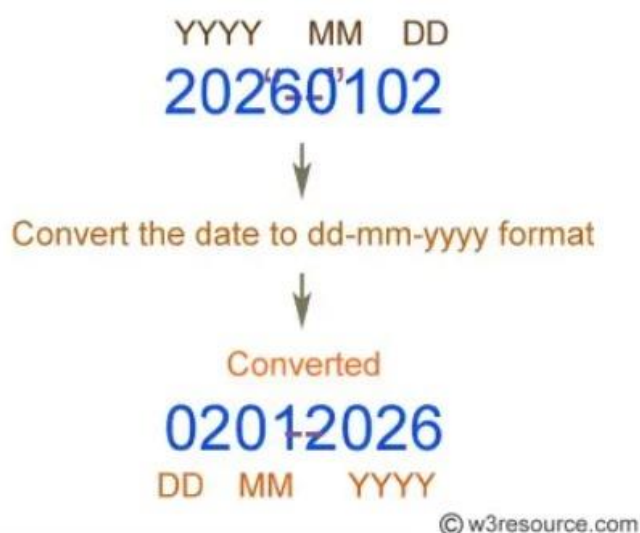 YYYY MM DD
20260102
“--”
Convert the date to dd-mm-yyyy format
Converted
02012026
--
DD MM YYYY
© w3resource.com